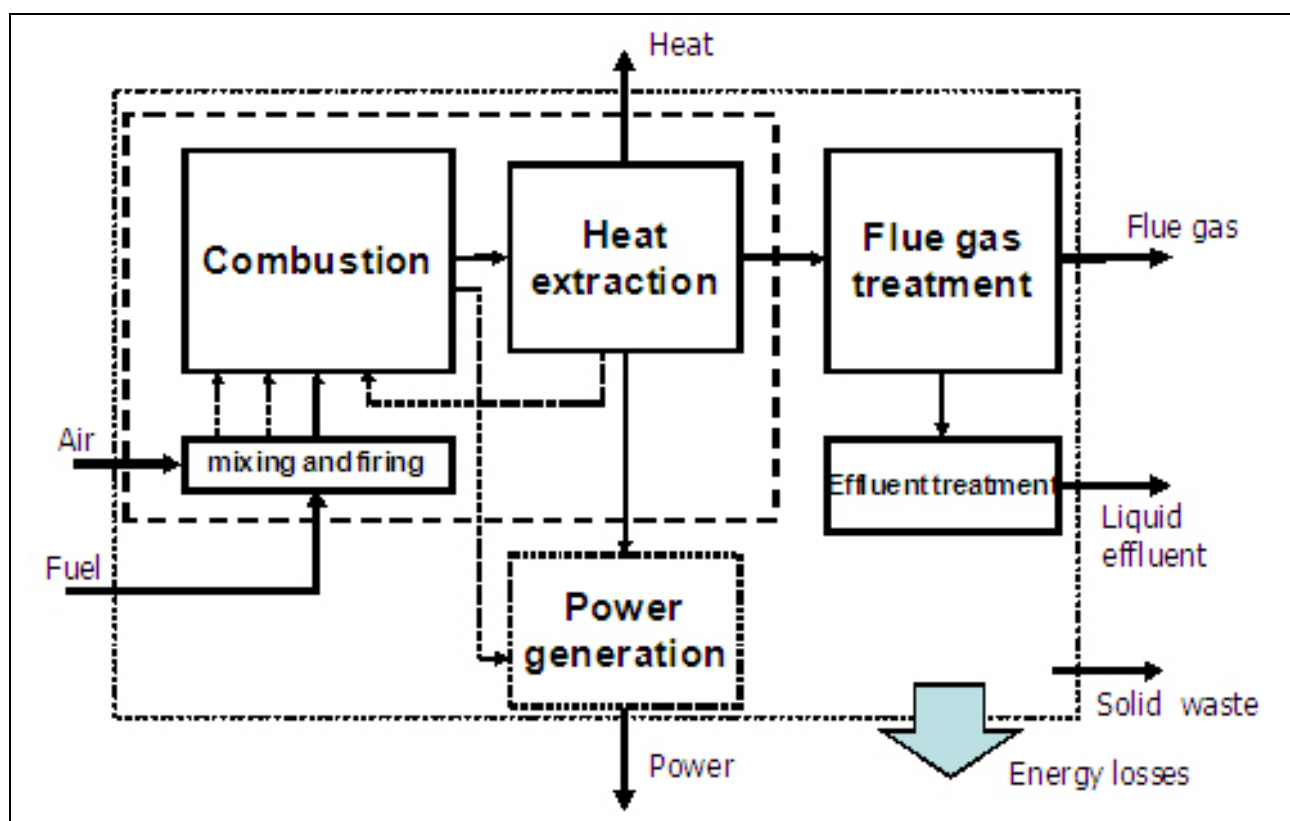 Heat
Combustion
Heat
extraction
Flue gas
treatment
Flue gas
Air
mixing and firing
Effluent treatment
Liquid
effluent
Fuel
Power
generation
Solid waste
Power
Energy losses